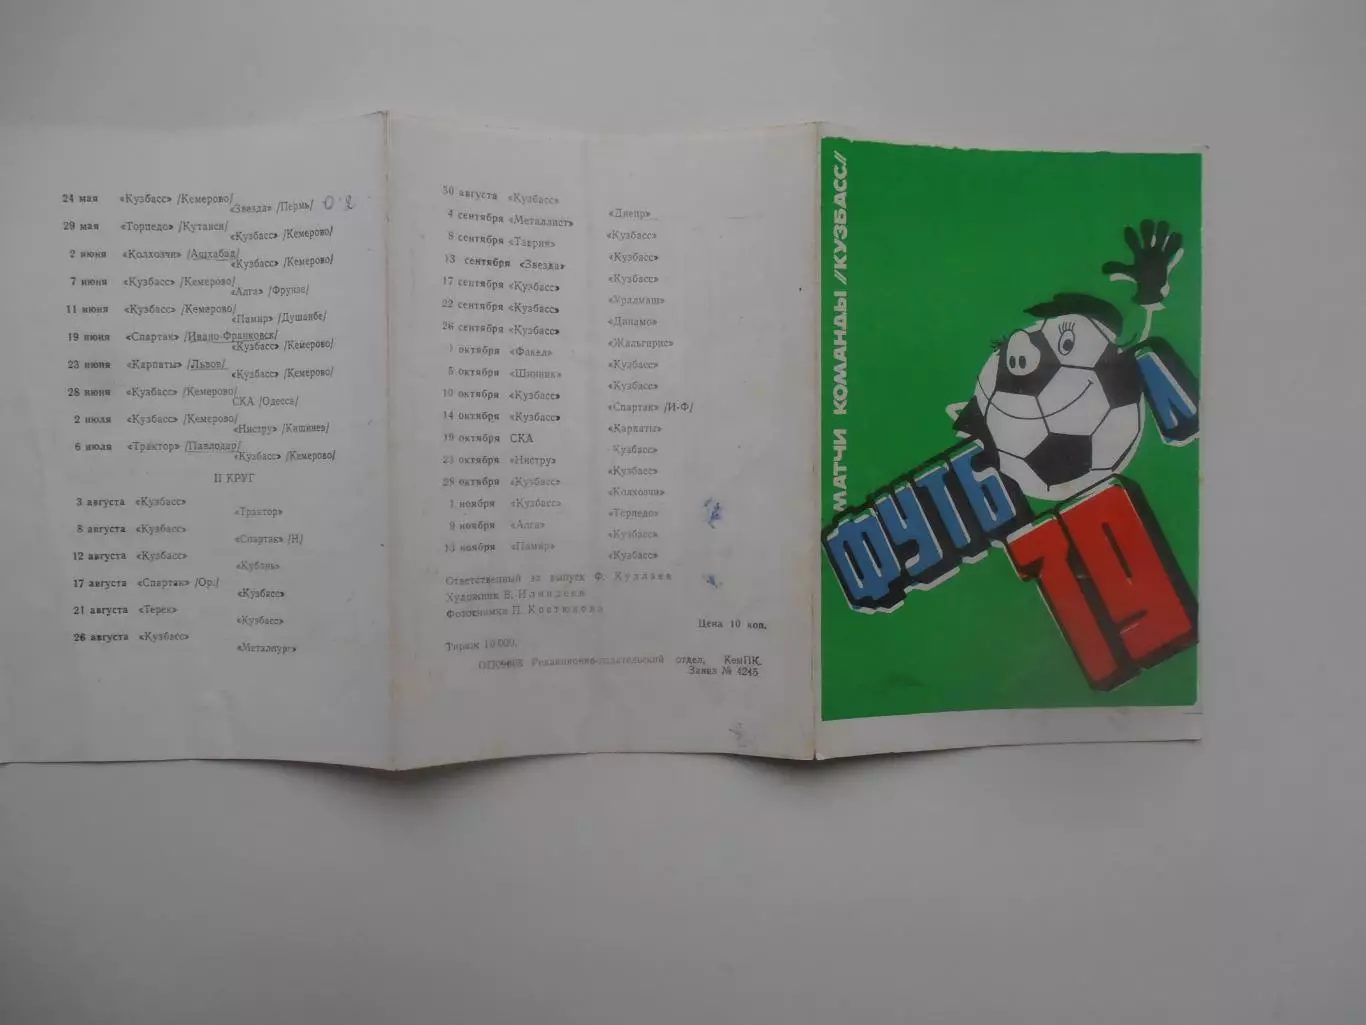 24 мая «Кузбасс» /Кемерово/
«Звезда» /Пермь/ 0:2
29 мая «Торпедо» /Кутаиси/
«Кузбасс» /Кемерово/
2 июня «Колхозчи» /Ашхабад/
«Кузбасс» /Кемерово/
7 июня «Кузбасс» /Кемерово/
«Алга» /Фрунзе/
11 июня «Кузбасс» /Кемерово/
«Памир» /Душанбе/
19 июня «Спартак» /Ивано-Франковск/
«Кузбасс» /Кемерово/
23 июня «Карпаты» /Львов/
«Кузбасс» /Кемерово/
28 июня «Кузбасс» /Кемерово/
СКА /Одесса/
2 июля «Кузбасс» /Кемерово/
«Нистру» /Кишинев/
6 июля «Трактор» /Павлодар/
«Кузбасс» /Кемерово/
II КРУГ
3 августа «Кузбасс»
«Трактор»
8 августа «Кузбасс»
«Спартак» /Н/
12 августа «Кузбасс»
«Кубань»
17 августа «Спартак» /Ор./
«Кузбасс»
21 августа «Терек»
«Кузбасс»
26 августа «Кузбасс»
«Металлург»
30 августа «Кузбасс»
«Днепр»
4 сентября «Металлист»
«Кузбасс»
8 сентября «Таврия»
«Кузбасс»
13 сентября «Звезда»
«Кузбасс»
17 сентября «Кузбасс»
«Уралмаш»
22 сентября «Кузбасс»
«Динамо»
26 сентября «Кузбасс»
«Жальгирис»
1 октября «Факел»
«Кузбасс»
5 октября «Шинник»
«Кузбасс»
10 октября «Кузбасс»
«Спартак» /И-Ф/
14 октября «Кузбасс»
«Карпаты»
19 октября СКА
«Кузбасс»
23 октября «Нистру»
«Кузбасс»
28 октября «Кузбасс»
«Колхозчи»
1 ноября «Кузбасс»
«Торпедо»
9 ноября «Алга»
«Кузбасс»
13 ноября «Памир»
«Кузбасс»
Ответственный за выпуск Ф. Кудаев
Художник В.
Фотоснимки П. Костюкова
Цена 10 коп.
Тираж 10 000.
Редакционно-издательский отдел, КемПК.
Заказ № 4245
МАТЧИ КОМАНДЫ //КУЗБАСС//
ФУТБ Л
79